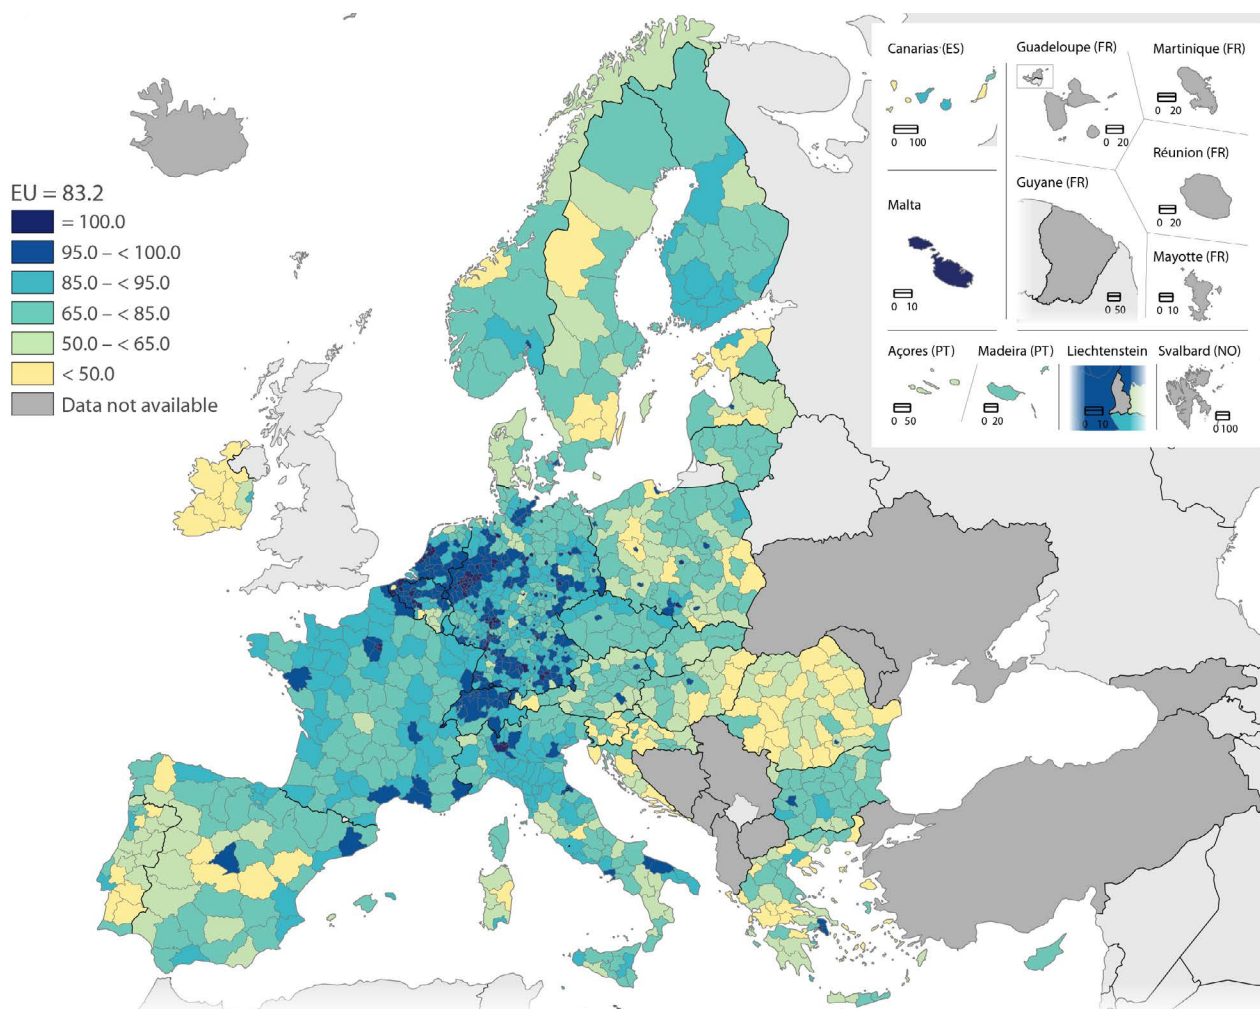 EU = 83.2
= 100.0
95.0 – < 100.0
85.0 – < 95.0
65.0 – < 85.0
50.0 – < 65.0
< 50.0
Data not available
Canarias (ES)
0 100
Guadeloupe (FR)
0 20
Martinique (FR)
0 20
Réunion (FR)
0 20
Malta
0 10
Guyane (FR)
0 50
Mayotte (FR)
0 10
Açores (PT)
0 50
Madeira (PT)
0 20
Liechtenstein
0 10
Svalbard (NO)
0 100